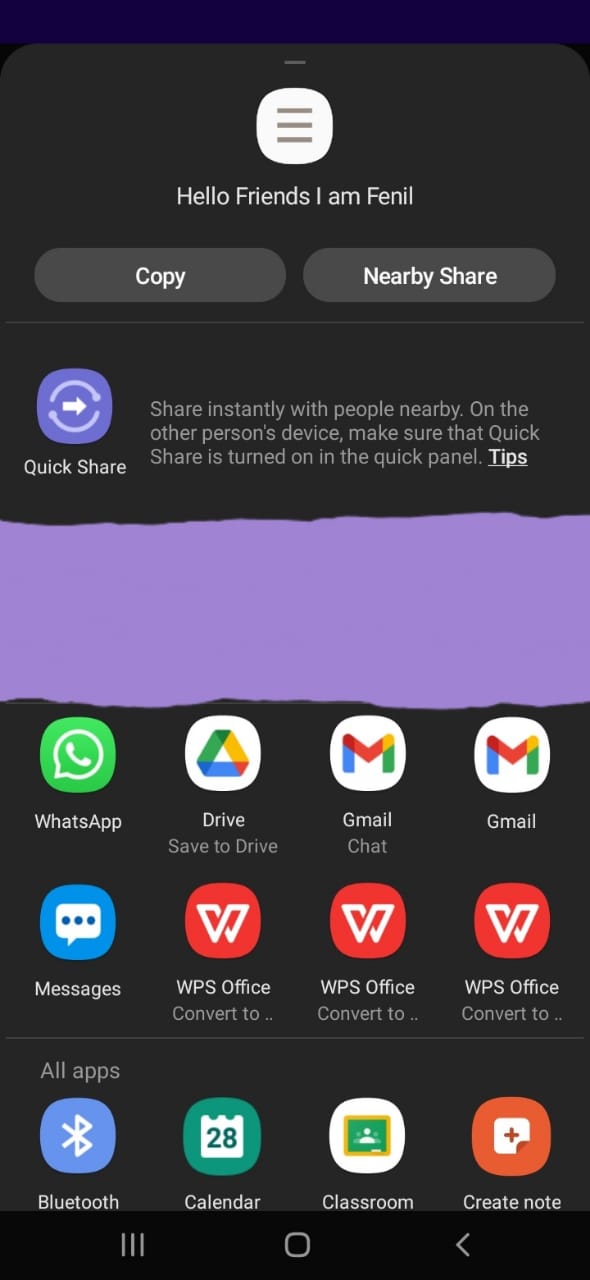 Hello Friends I am Fenil
Copy
Nearby Share
Quick Share
Share instantly with people nearby. On the
other person's device, make sure that Quick
Share is turned on in the quick panel. Tips
WhatsApp
Drive
Save to Drive
Gmail
Chat
Gmail
Messages
WPS Office
Convert to ..
WPS Office
Convert to ..
WPS Office
Convert to ..
All apps
28
Bluetooth
Calendar
Classroom
Create note